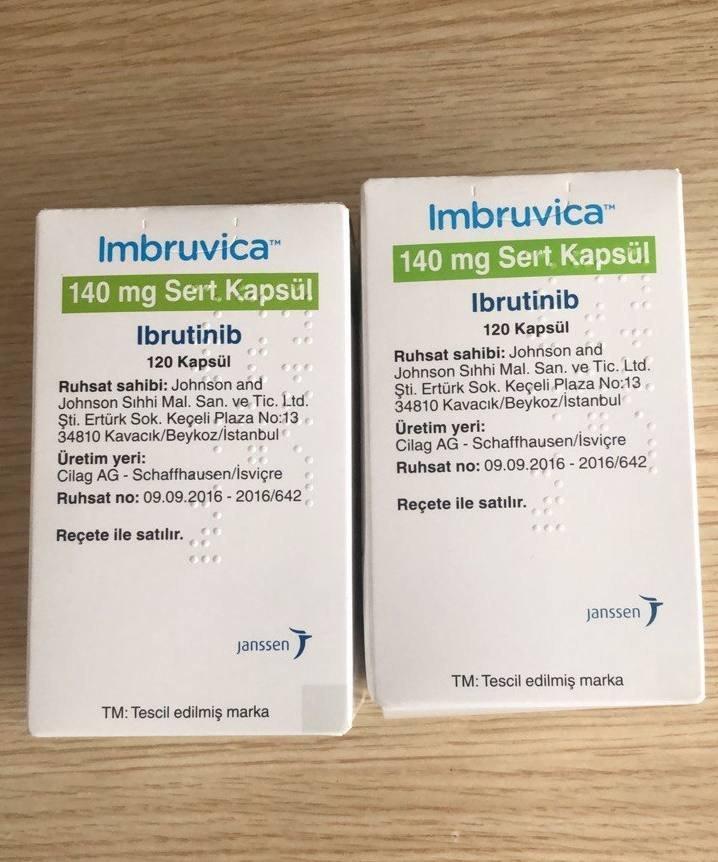 Imbruvica™
140 mg Sert Kapsül
Ibrutinib
120 Kapsül
Ruhsat sahibi: Johnson and
Johnson Sıhhi Mal. San. ve Tic. Ltd.
Şti. Ertürk Sok. Keçeli Plaza No:13
34810 Kavacık/Beykoz/İstanbul
Üretim yeri:
Cilag AG - Schaffhausen/İsviçre
Ruhsat no: 09.09.2016 - 2016/642
Reçete ile satılır.
janssen
TM: Tescil edilmiş marka
Imbruvica™
140 mg Sert Kapsül
Ibrutinib
120 Kapsül
Ruhsat sahibi: Johnson and
Johnson Sıhhi Mal. San. ve Tic. Ltd.
Şti. Ertürk Sok. Keçeli Plaza No:13
34810 Kavacık/Beykoz/İstanbul
Üretim yeri:
Cilag AG - Schaffhausen/İsviçre
Ruhsat no: 09.09.2016 - 2016/642
Reçete ile satılır.
janssen
TM: Tescil edilmiş marka